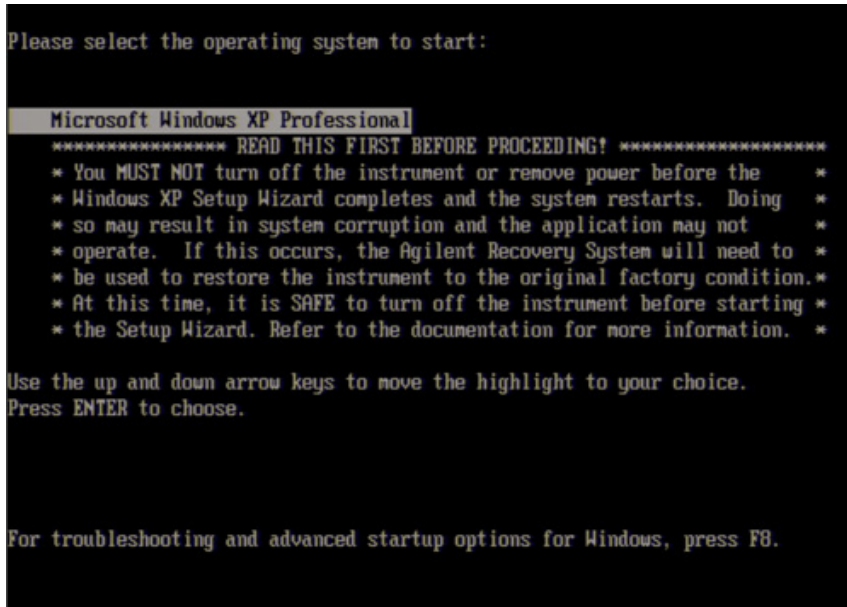 Please select the operating system to start:
Microsoft Windows XP Professional
**************** READ THIS FIRST BEFORE PROCEEDING! *******************
* You MUST NOT turn off the instrument or remove power before the *
* Windows XP Setup Wizard completes and the system restarts. Doing *
* so may result in system corruption and the application may not *
* operate. If this occurs, the Agilent Recovery System will need to *
* be used to restore the instrument to the original factory condition.*
* At this time, it is SAFE to turn off the instrument before starting *
* the Setup Wizard. Refer to the documentation for more information. *
Use the up and down arrow keys to move the highlight to your choice.
Press ENTER to choose.
For troubleshooting and advanced startup options for Windows, press F8.